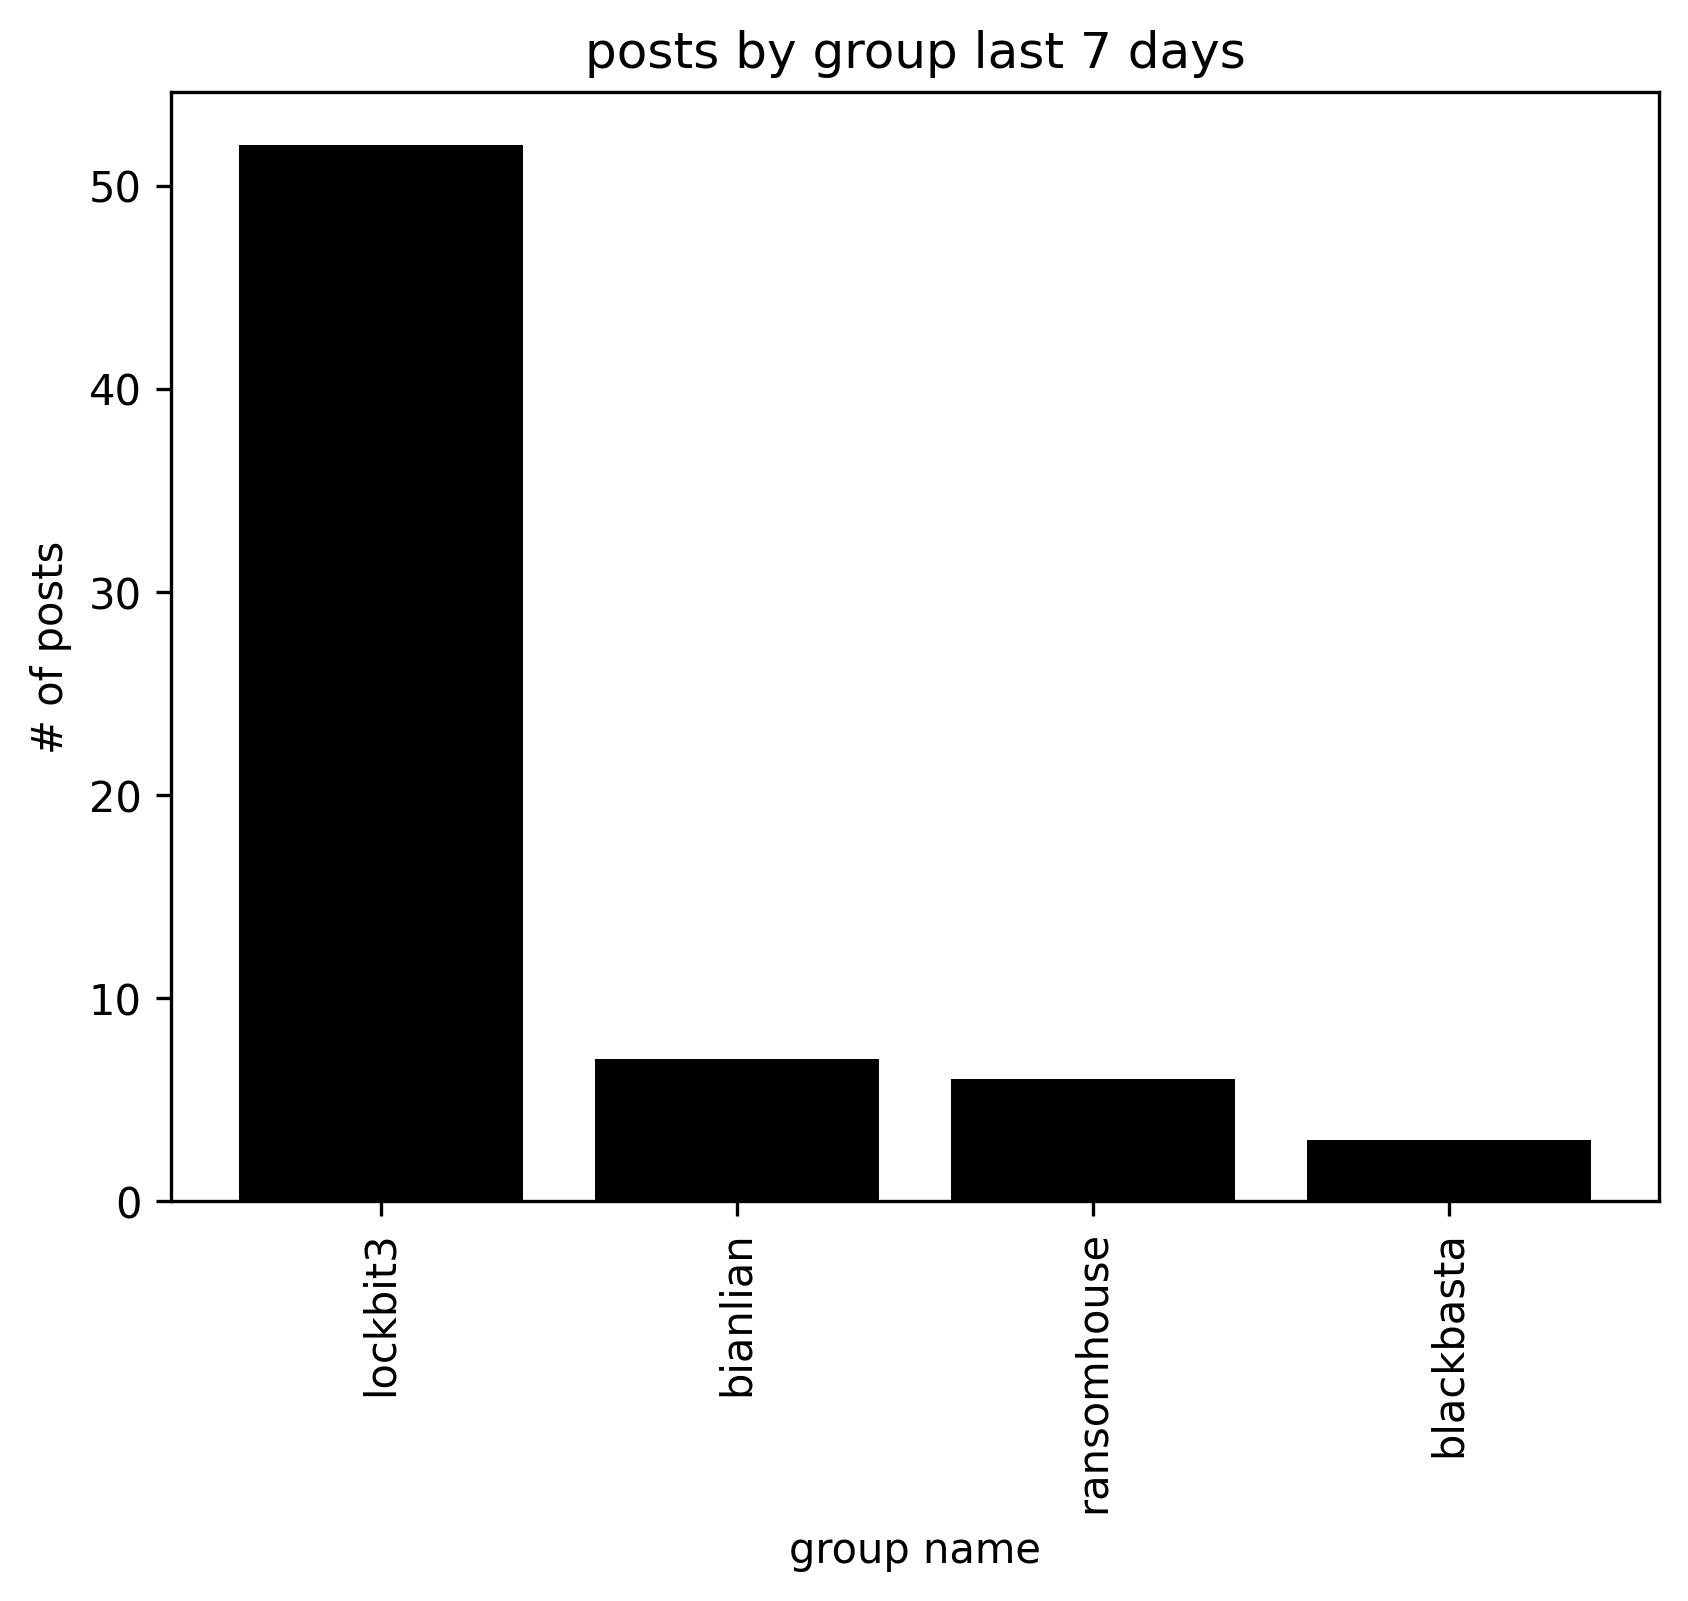 posts by group last 7 days
# of posts
50
40
30
20
10
0
lockbit3
bianlian
ransomhouse
blackbasta
group name